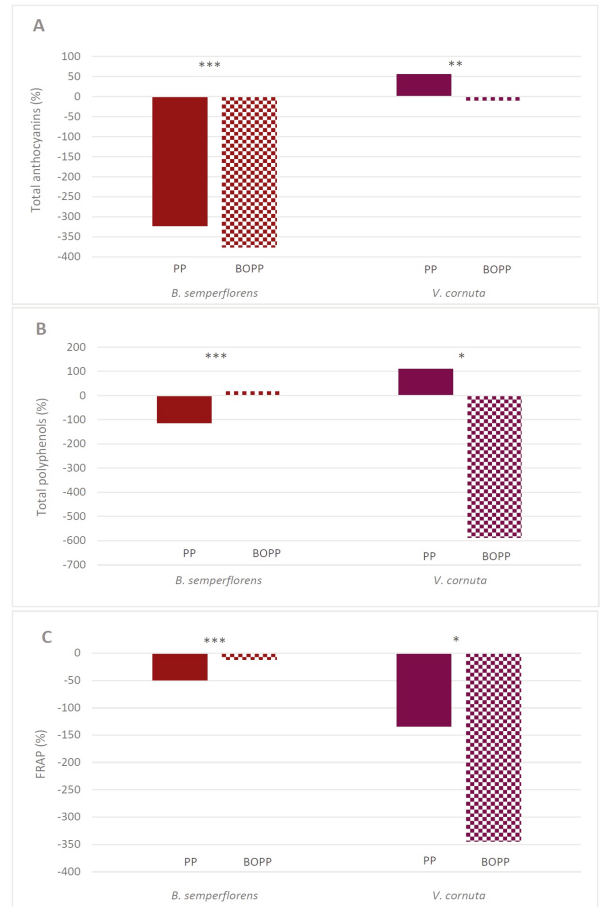 A
Total anthocyanins (%)
100
50
0
-50
-100
-150
-200
-250
-300
-350
-400
*** **
PP BOPP PP BOPP
B. semperflorens V. cornuta
B
Total polyphenols (%)
200
100
0
-100
-200
-300
-400
-500
-600
-700
*** *
PP BOPP PP BOPP
B. semperflorens V. cornuta
C
FRAP (%)
0
-50
-100
-150
-200
-250
-300
-350
-400
*** *
PP BOPP PP BOPP
B. semperflorens V. cornuta